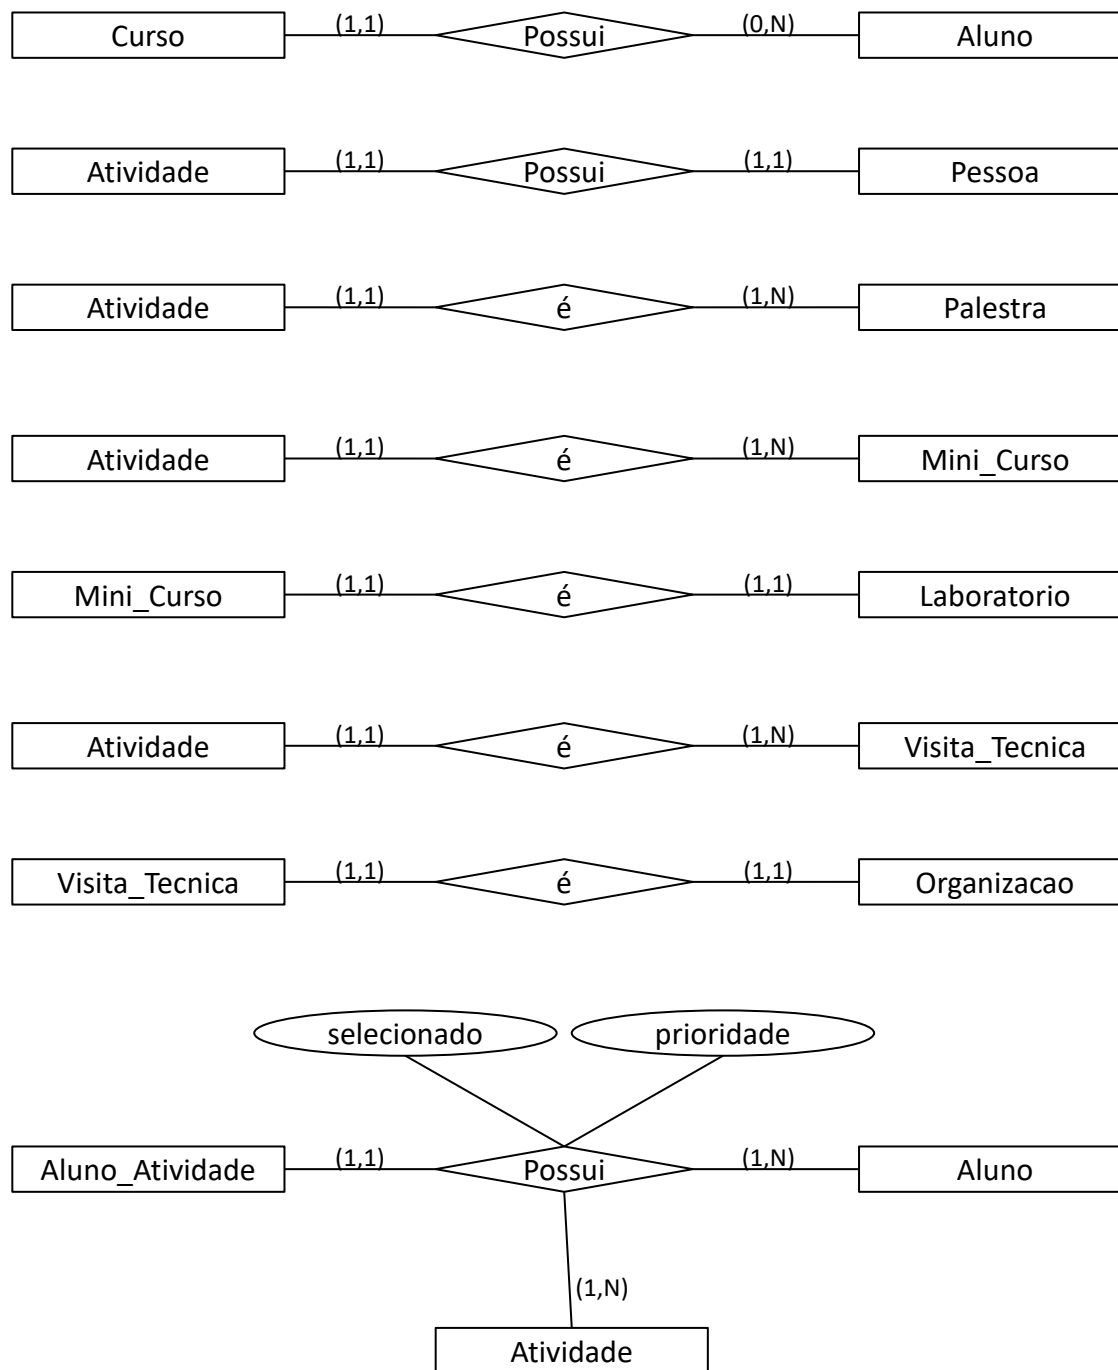 Curso (1,1) Possui (0,N) Aluno
Atividade (1,1) Possui (1,1) Pessoa
Atividade (1,1) é (1,N) Palestra
Atividade (1,1) é (1,N) Mini_Curso
Mini_Curso (1,1) é (1,1) Laboratorio
Atividade (1,1) é (1,N) Visita_Tecnica
Visita_Tecnica (1,1) é (1,1) Organizacao
selecionado prioridade
Aluno_Atividade (1,1) Possui (1,N) Aluno
(1,N)
Atividade